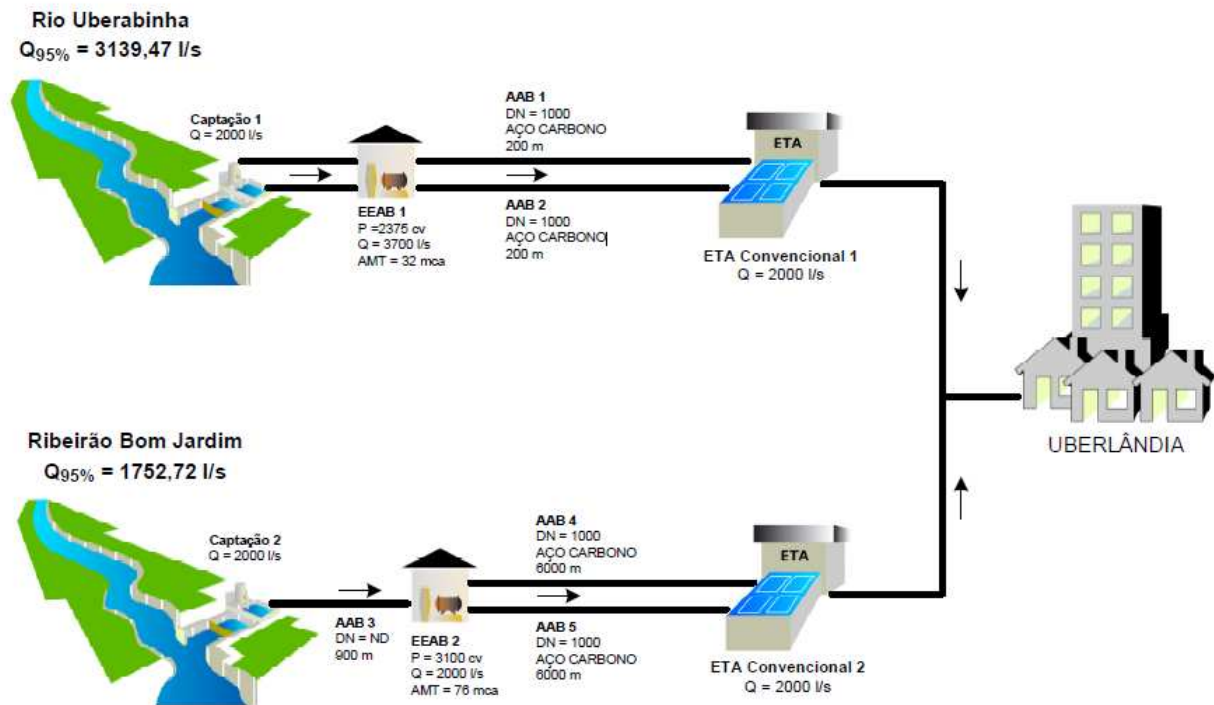 Rio Uberabinha
Q95% = 3139,47 l/s
Captação 1
Q = 2000 l/s
AAB 1
DN = 1000
AÇO CARBONO
200 m
ETA
EEAB 1
P =2375 cv
Q = 3700 l/s
AMT = 32 mca
AAB 2
DN = 1000
AÇO CARBONO
200 m
ETA Convencional 1
Q = 2000 l/s
UBERLÂNDIA
Ribeirão Bom Jardim
Q95% = 1752,72 l/s
Captação 2
Q = 2000 l/s
AAB 4
DN = 1000
AÇO CARBONO
6000 m
ETA
AAB 3
DN = ND
900 m
EEAB 2
P = 3100 cv
Q = 2000 l/s
AMT = 76 mca
AAB 5
DN = 1000
AÇO CARBONO
6000 m
ETA Convencional 2
Q = 2000 l/s